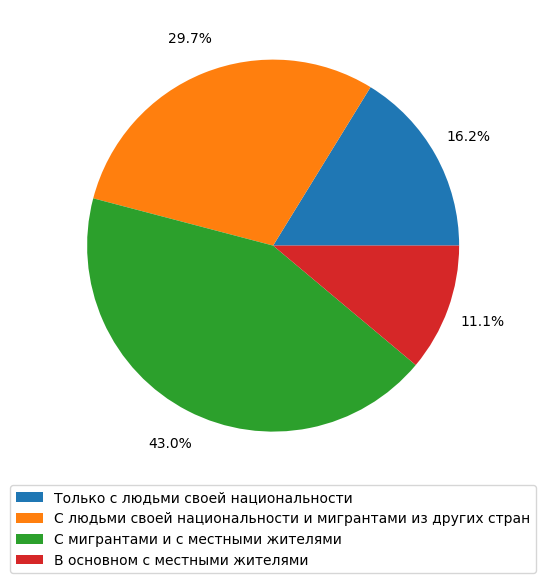 29.7%
16.2%
11.1%
43.0%
Только с людьми своей национальности
С людьми своей национальности и мигрантами из других стран
С мигрантами и с местными жителями
В основном с местными жителями